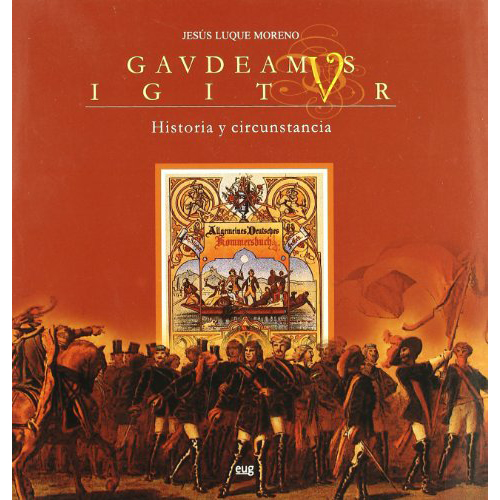 JESÚS LUQUE MORENO
GAVDEAMVS
IGITVR
Historia y circunstancia
Allgemeines Deutsches
Kommersbuch
eug